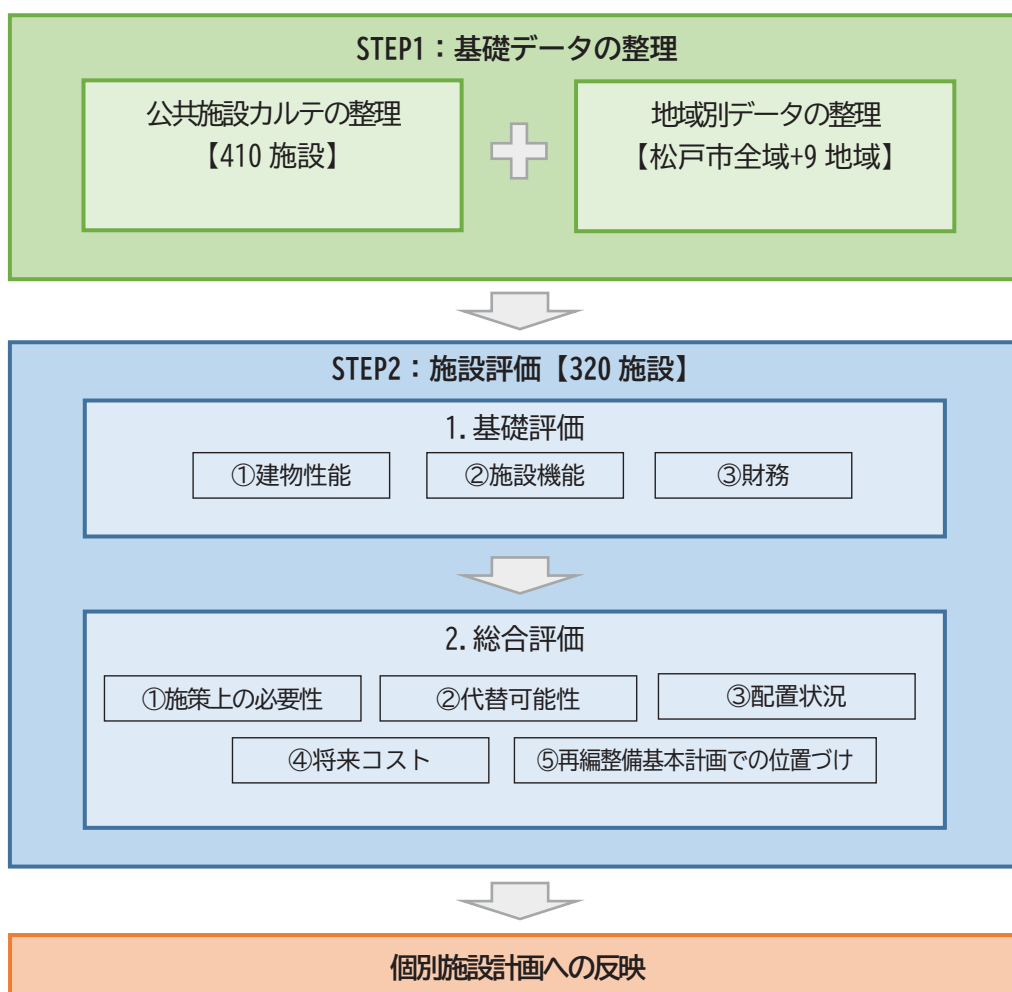 STEP1：基礎データの整理
公共施設カルテの整理
【410 施設】
地域別データの整理
【松戸市全域+9 地域】
STEP2：施設評価【320 施設】
1.基礎評価
①建物性能
②施設機能
③財務
2.総合評価
①施策上の必要性
②代替可能性
③配置状況
④将来コスト
⑤再編整備基本計画での位置づけ
個別施設計画への反映